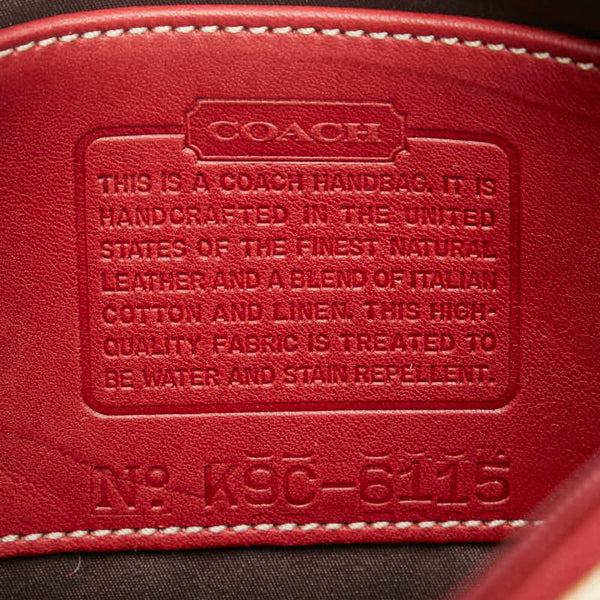 COACH
THIS IS A COACH HANDBAG. IT IS
HANDCRAFTED IN THE UNITED
STATES OF THE FINEST NATURAL
LEATHER AND A BLEND OF ITALIAN
COTTON AND LINEN. THIS HIGH-
QUALITY FABRIC IS TREATED TO
BE WATER AND STAIN REPELLENT.
No. K9C-6115